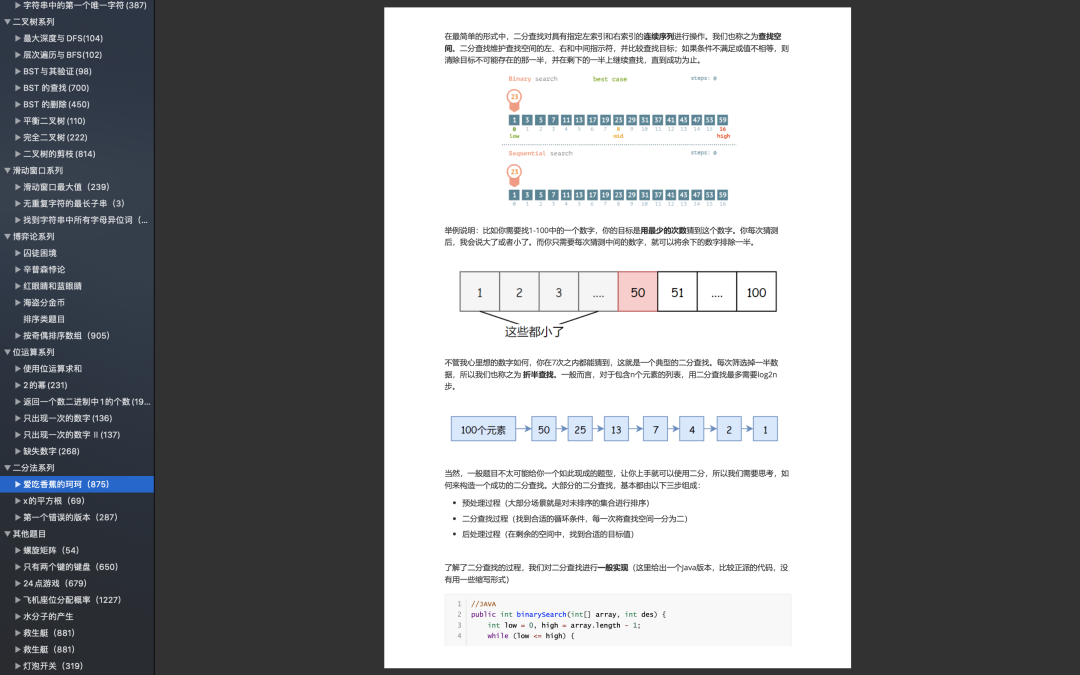 ▶ 字符串中的第一个唯一字符(387)
▼ 二叉树系列
▶ 最大深度与 DFS(104)
▶ 层次遍历与 BFS(102)
▶ BST 与其验证(98)
▶ BST 的查找(700)
▶ BST 的删除(450)
▶ 平衡二叉树(110)
▶ 完全二叉树(222)
▶ 二叉树的剪枝(814)
▼ 滑动窗口系列
▶ 滑动窗口最大值（239）
▶ 无重复字符的最长子串（3）
▶ 找到字符串中所有字母异位词（...
▼ 博弈论系列
▶ 囚徒困境
▶ 辛普森悖论
▶ 红眼睛和蓝眼睛
▶ 海盗分金币
排序类题目
▶ 按奇偶排序数组（905）
▼ 位运算系列
▶ 使用位运算求和
▶ 2的幂(231)
▶ 返回一个数二进制中1的个数(19...
▶ 只出现一次的数字(136)
▶ 只出现一次的数字 II(137)
▶ 缺失数字(268)
▼ 二分法系列
▶ 爱吃香蕉的珂珂（875）
▶ x的平方根（69）
▶ 第一个错误的版本（287）
▼ 其他题目
▶ 螺旋矩阵（54）
▶ 只有两个键的键盘（650）
▶ 24点游戏（679）
▶ 飞机座位分配概率（1227）
▶ 水分子的产生
▶ 救生艇（881）
▶ 救生艇（881）
▶ 灯泡开关（319）
在最简单的形式中，二分查找对具有指定左索引和右索引的连续序列进行操作。我们也称之为查找空
间。二分查找维护查找空间的左、右和中间指示符，并比较查找目标；如果条件不满足或值不相等，则
清除目标不可能存在的那一半，并在剩下的一半上继续查找，直到成功为止。
Binary search best case steps: 0
23
1 3 5 7 11 13 17 19 23 29 31 37 41 43 47 53 59
0 1 2 3 4 5 6 7 8 9 10 11 12 13 14 15 16
low mid high
Sequential search steps: 0
23
1 3 5 7 11 13 17 19 23 29 31 37 41 43 47 53 59
0 1 2 3 4 5 6 7 8 9 10 11 12 13 14 15 16
举例说明：比如你需要找1-100中的一个数字，你的目标是用最少的次数猜到这个数字。你每次猜测
后，我会说大了或者小了。而你只需要每次猜测中间的数字，就可以将余下的数字排除一半。
1 2 3 .... 50 51 .... 100
这些都小了
不管我心里想的数字如何，你在7次之内都能猜到，这就是一个典型的二分查找。每次筛选掉一半数
据，所以我们也称之为 折半查找。一般而言，对于包含n个元素的列表，用二分查找最多需要log2n
步。
100个元素 50 25 13 7 4 2 1
当然，一般题目不太可能给你一个如此现成的题型，让你上手就可以使用二分，所以我们需要思考，如
何来构造一个成功的二分查找。大部分的二分查找，基本都由以下三步组成：
• 预处理过程（大部分场景就是对未排序的集合进行排序）
• 二分查找过程（找到合适的循环条件，每一次将查找空间一分为二）
• 后处理过程（在剩余的空间中，找到合适的目标值）
了解了二分查找的过程，我们对二分查找进行一般实现（这里给出一个java版本，比较正派的代码，没
有用一些缩写形式）
1 //JAVA
2 public int binarySearch(int[] array, int des) {
3 int low = 0, high = array.length - 1;
4 while (low <= high) {